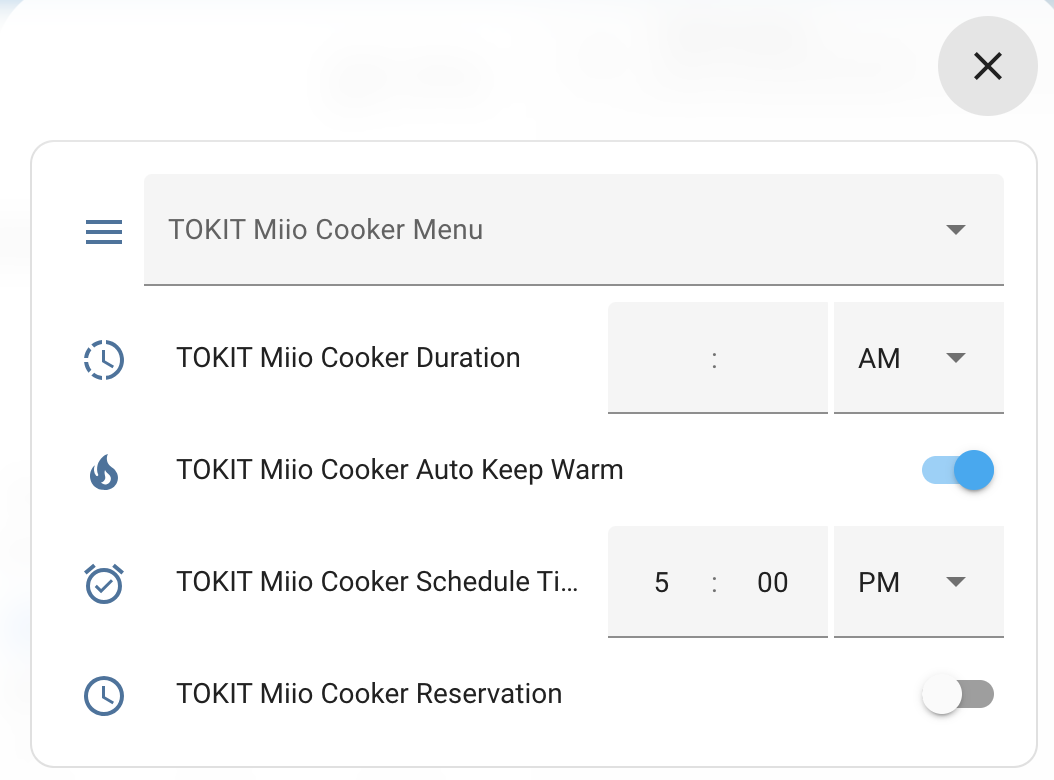 TOKIT Miio Cooker Menu
TOKIT Miio Cooker Duration : AM
TOKIT Miio Cooker Auto Keep Warm
TOKIT Miio Cooker Schedule Ti... 5 : 00 PM
TOKIT Miio Cooker Reservation